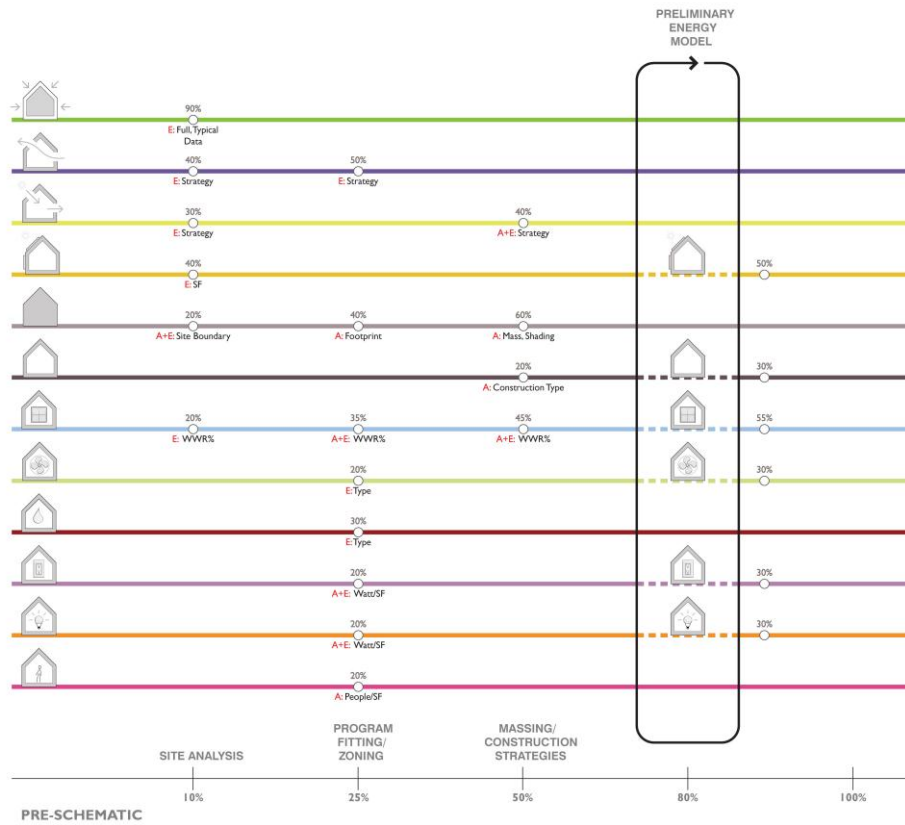 PRELIMINARY
ENERGY
MODEL
90%
E: Full, Typical
Data
40%
50%
E: Strategy
E: Strategy
30%
40%
E: Strategy
A+E: Strategy
40%
50%
E: SF
20%
40%
60%
A+E: Site Boundary
A: Footprint
A: Mass, Shading
20%
30%
A: Construction Type
20%
35%
45%
55%
E: WWR%
A+E: WWR%
A+E: WWR%
20%
30%
E: Type
30%
E: Type
20%
30%
A+E: Watt/SF
20%
30%
A+E: Watt/SF
20%
A: People/SF
SITE ANALYSIS
PROGRAM
FITTING/
ZONING
MASSING/
CONSTRUCTION
STRATEGIES
10%
25%
50%
80%
100%
PRE-SCHEMATIC